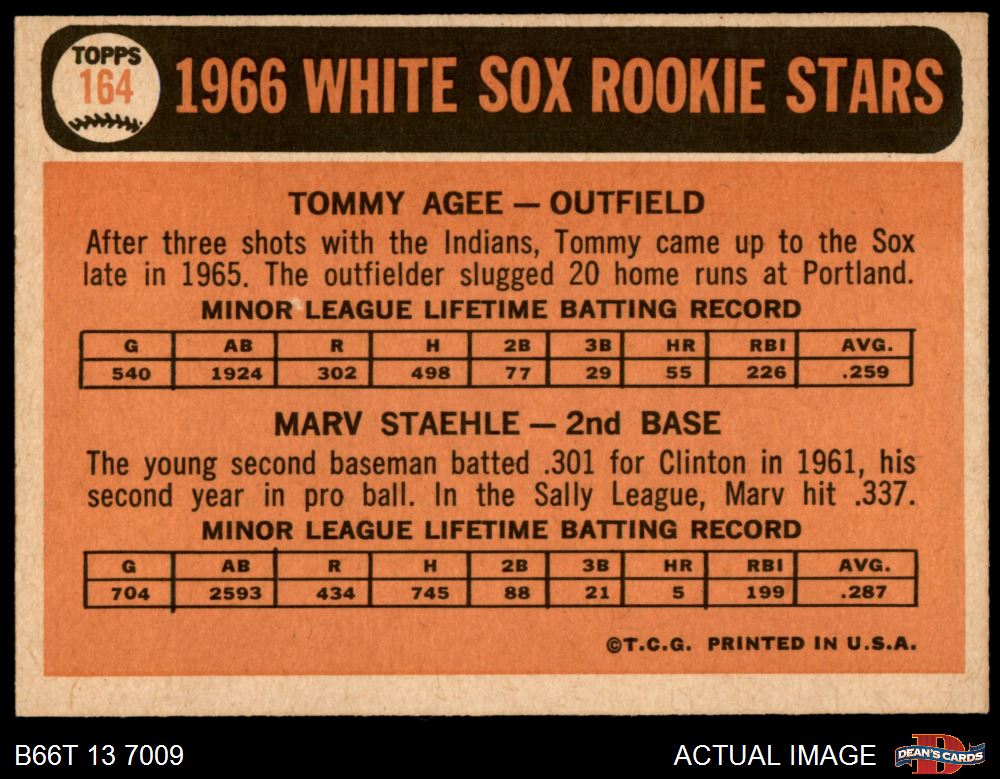 TOPPS
164
1966 WHITE SOX ROOKIE STARS
TOMMY AGEE — OUTFIELD
After three shots with the Indians, Tommy came up to the Sox
late in 1965. The outfielder slugged 20 home runs at Portland.
MINOR LEAGUE LIFETIME BATTING RECORD
G AB R H 2B 3B HR RBI AVG.
540 1924 302 498 77 29 55 226 .259
MARV STAEHLE — 2nd BASE
The young second baseman batted .301 for Clinton in 1961, his
second year in pro ball. In the Sally League, Marv hit .337.
MINOR LEAGUE LIFETIME BATTING RECORD
G AB R H 2B 3B HR RBI AVG.
704 2593 434 745 88 21 5 199 .287
©T.C.G. PRINTED IN U.S.A.
B66T 13 7009
ACTUAL IMAGE
DEAN'S CARDS